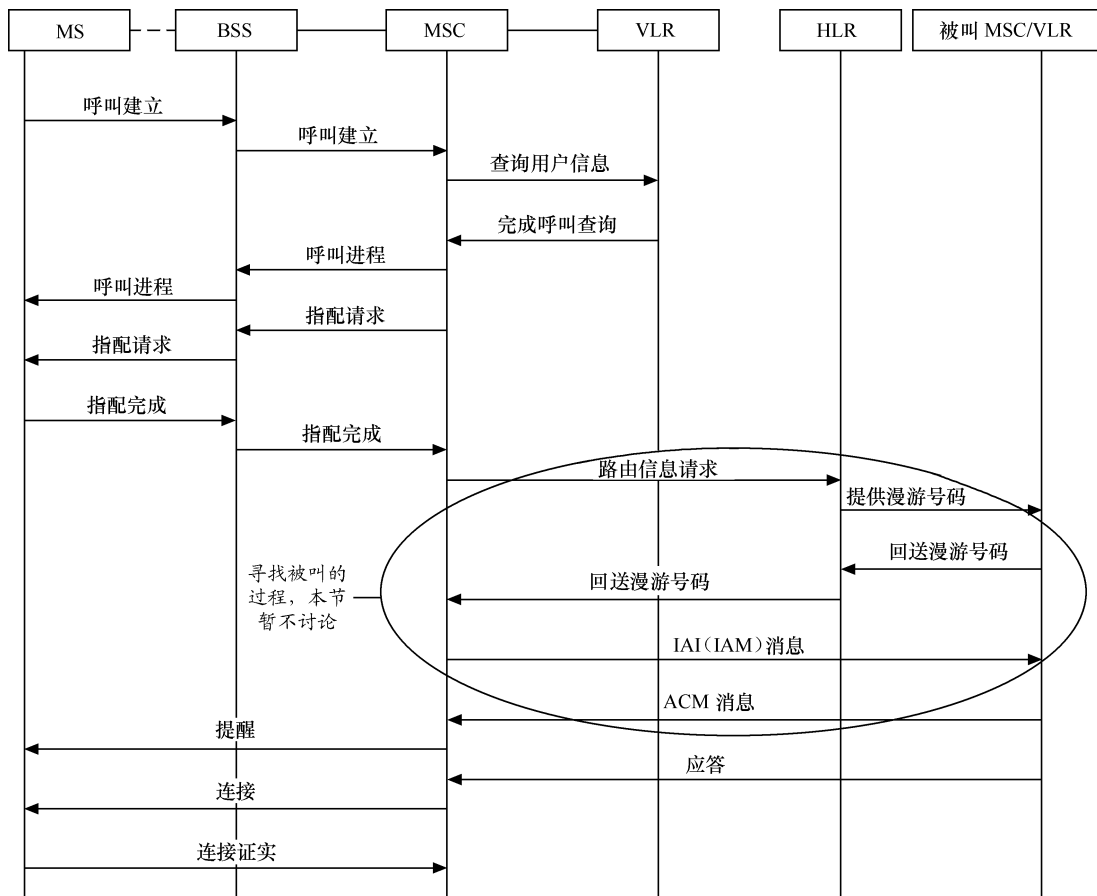 MS
BSS
MSC
VLR
HLR
被叫 MSC/VLR
呼叫建立
呼叫建立
查询用户信息
完成呼叫查询
呼叫进程
呼叫进程
指配请求
指配请求
指配完成
指配完成
路由信息请求
提供漫游号码
回送漫游号码
寻找被叫的
过程，本节
暂不讨论
回送漫游号码
IAI(IAM)消息
ACM 消息
提醒
应答
连接
连接证实